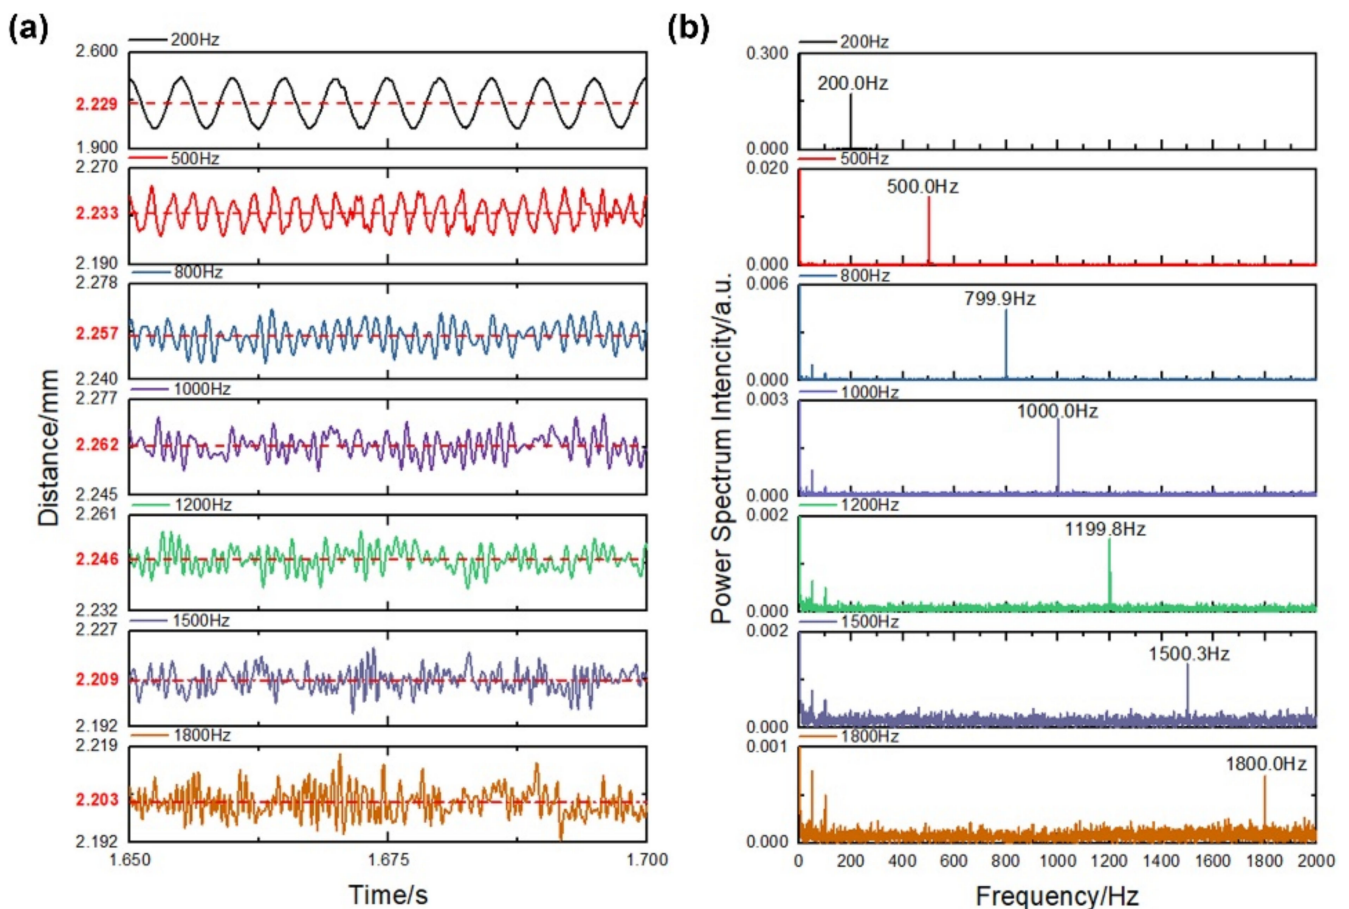 (a)
200Hz
2.600
2.229
1.900
500Hz
2.270
2.233
2.190
800Hz
2.278
2.257
2.240
1000Hz
2.277
2.262
2.245
1200Hz
2.261
2.246
2.232
1500Hz
2.227
2.209
2.192
1800Hz
2.219
2.203
2.192
1.650 1.675 1.700
Distance/mm
Time/s
(b)
200Hz
0.300
200.0Hz
0.000
500Hz
0.020
500.0Hz
0.000
800Hz
0.006
799.9Hz
0.000
1000Hz
0.003
1000.0Hz
0.000
1200Hz
0.002
1199.8Hz
0.000
1500Hz
0.002
1500.3Hz
0.000
1800Hz
0.001
1800.0Hz
0.000
0 200 400 600 800 1000 1200 1400 1600 1800 2000
Power Spectrum Intencity/a.u.
Frequency/Hz